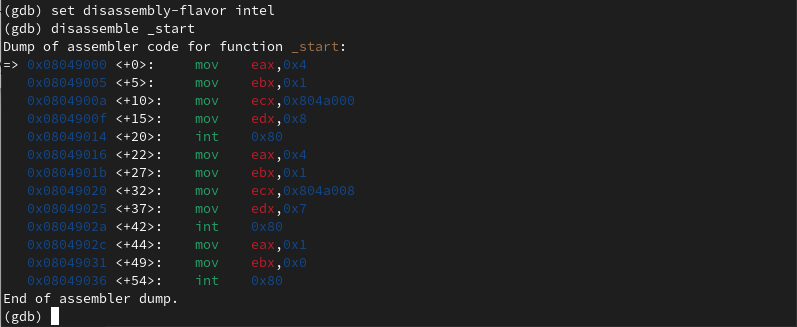 (gdb) set disassembly-flavor intel
(gdb) disassemble _start
Dump of assembler code for function _start:
=> 0x08049000 <+0>:     mov    eax,0x4
   0x08049005 <+5>:     mov    ebx,0x1
   0x0804900a <+10>:    mov    ecx,0x804a000
   0x0804900f <+15>:    mov    edx,0x8
   0x08049014 <+20>:    int    0x80
   0x08049016 <+22>:    mov    eax,0x4
   0x0804901b <+27>:    mov    ebx,0x1
   0x08049020 <+32>:    mov    ecx,0x804a008
   0x08049025 <+37>:    mov    edx,0x7
   0x0804902a <+42>:    int    0x80
   0x0804902c <+44>:    mov    eax,0x1
   0x08049031 <+49>:    mov    ebx,0x0
   0x08049036 <+54>:    int    0x80
End of assembler dump.
(gdb)